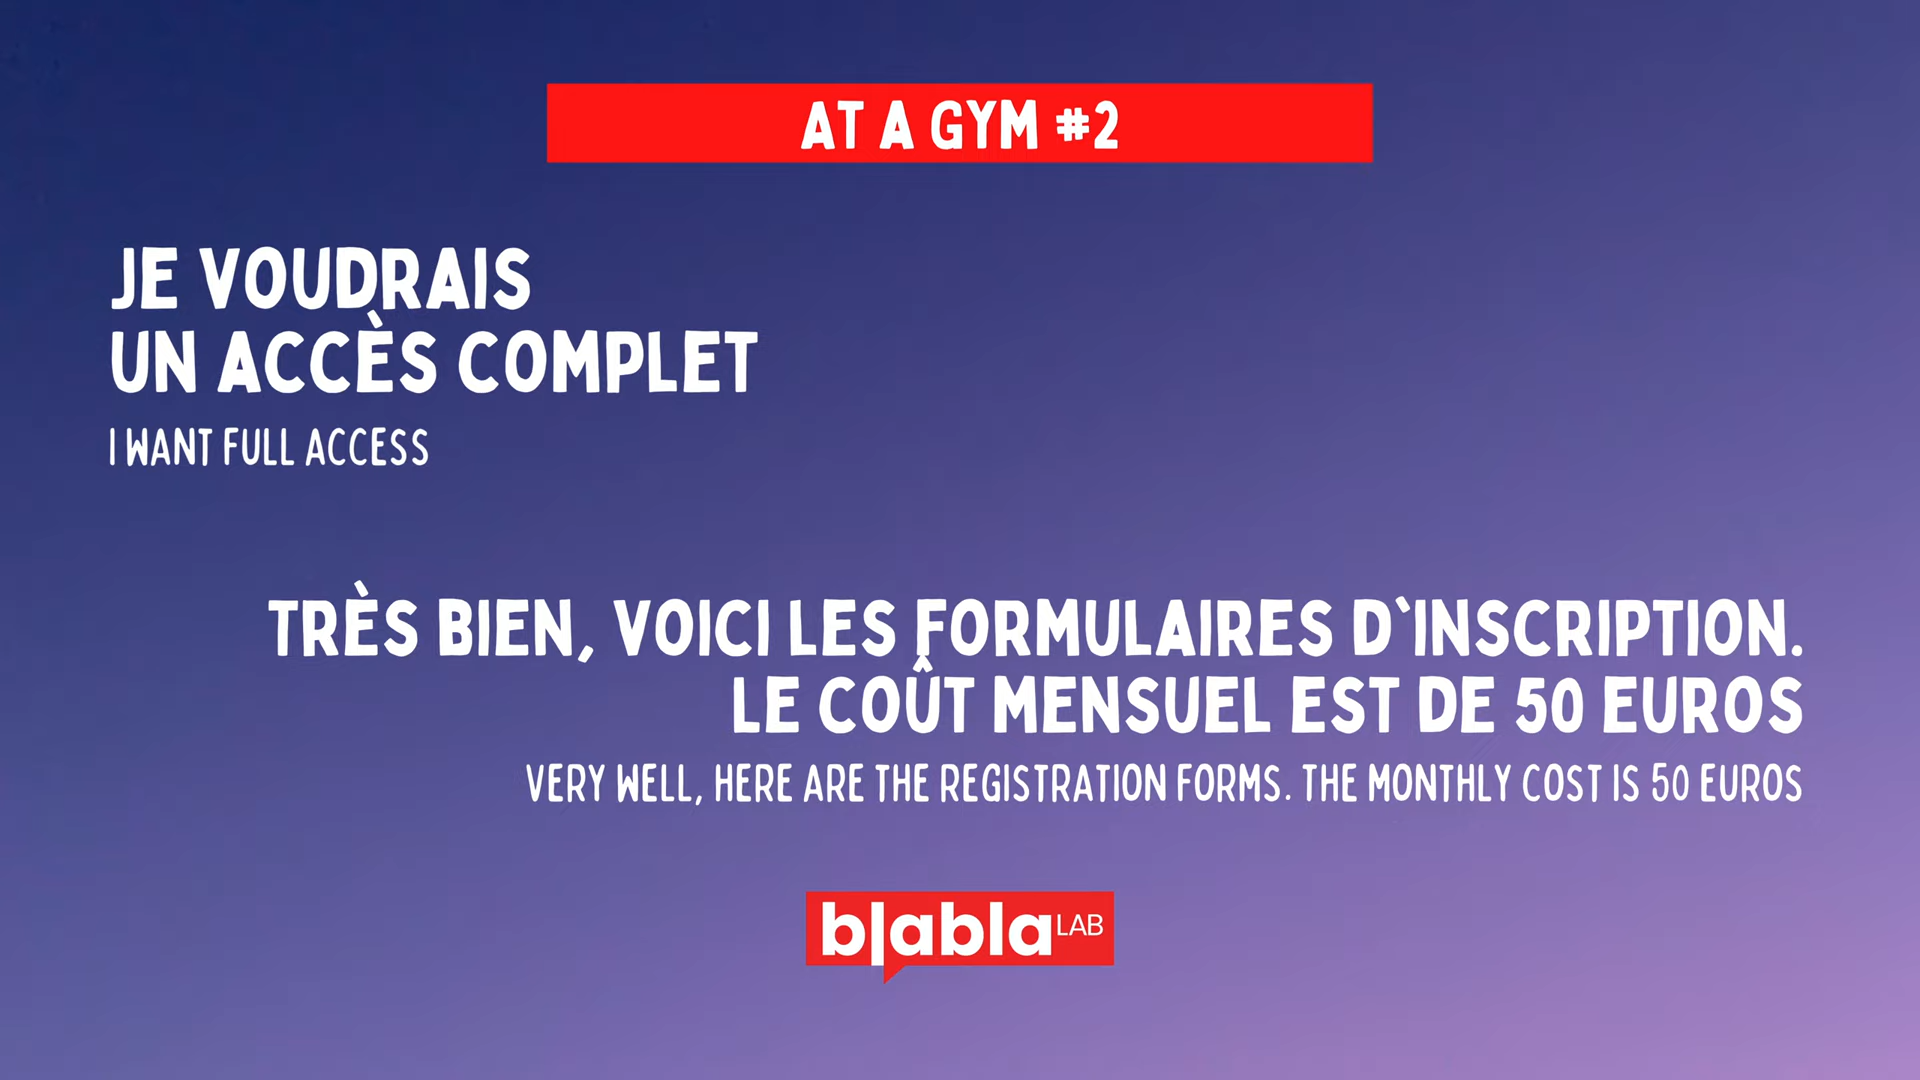 AT A GYM #2
JE VOUDRAIS
UN ACCÈS COMPLET
I WANT FULL ACCESS
TRÈS BIEN, VOICI LES FORMULAIRES D`INSCRIPTION.
LE COÛT MENSUEL EST DE 50 EUROS
VERY WELL, HERE ARE THE REGISTRATION FORMS. THE MONTHLY COST IS 50 EUROS
blabla LAB